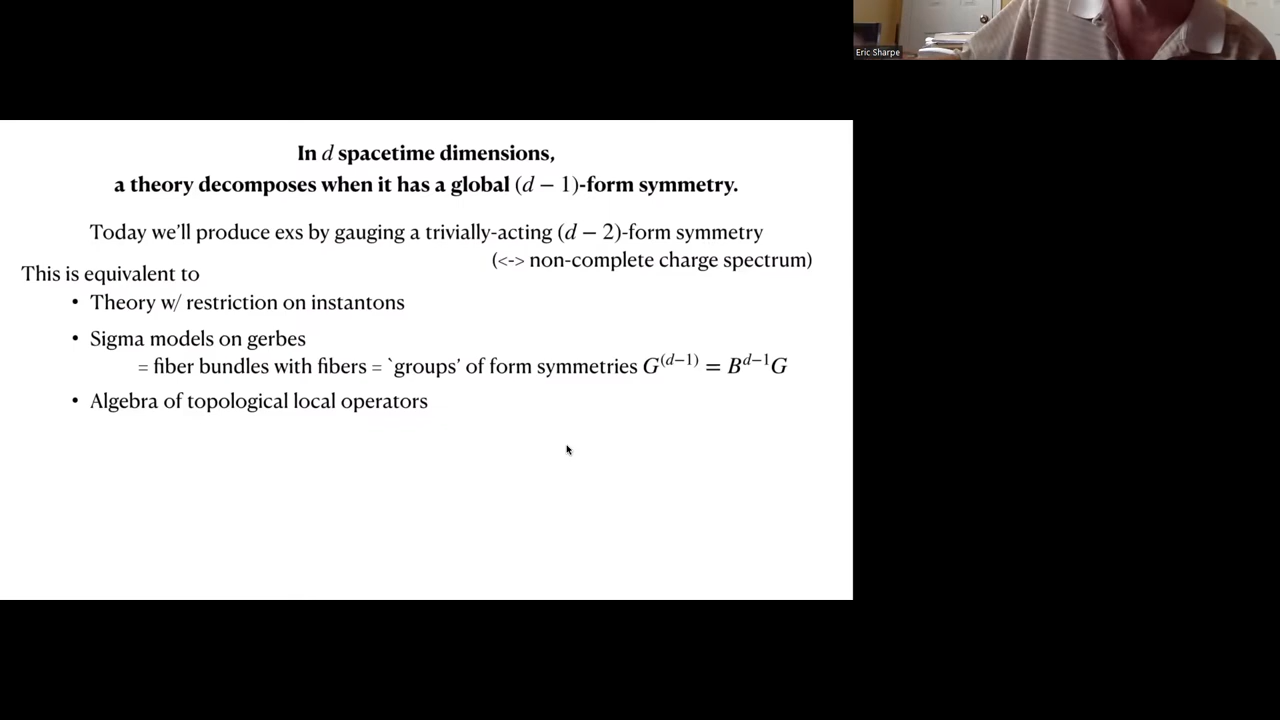 Eric Sharpe
In d spacetime dimensions,
a theory decomposes when it has a global (d − 1)-form symmetry.
Today we'll produce exs by gauging a trivially-acting (d − 2)-form symmetry
(<-> non-complete charge spectrum)
This is equivalent to
• Theory w/ restriction on instantons
• Sigma models on gerbes
= fiber bundles with fibers = `groups' of form symmetries G^(d−1) = B^d−1 G
• Algebra of topological local operators